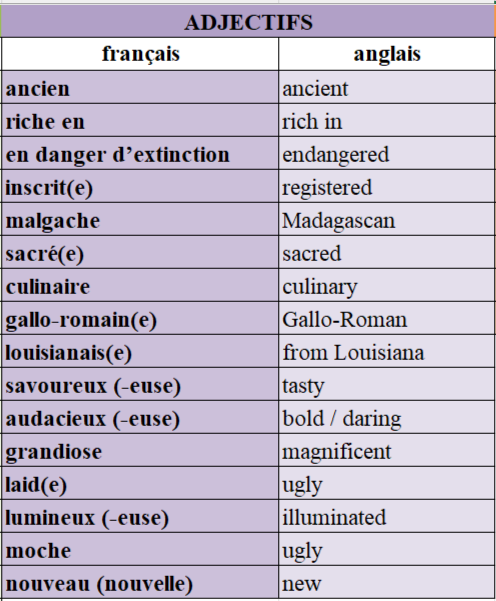 ADJECTIFS
français anglais
ancien ancient
riche en rich in
en danger d’extinction endangered
inscrit(e) registered
malgache Madagascan
sacré(e) sacred
culinaire culinary
gallo-romain(e) Gallo-Roman
louisianais(e) from Louisiana
savoureux (-euse) tasty
audacieux (-euse) bold / daring
grandiose magnificent
laid(e) ugly
lumineux (-euse) illuminated
moche ugly
nouveau (nouvelle) new